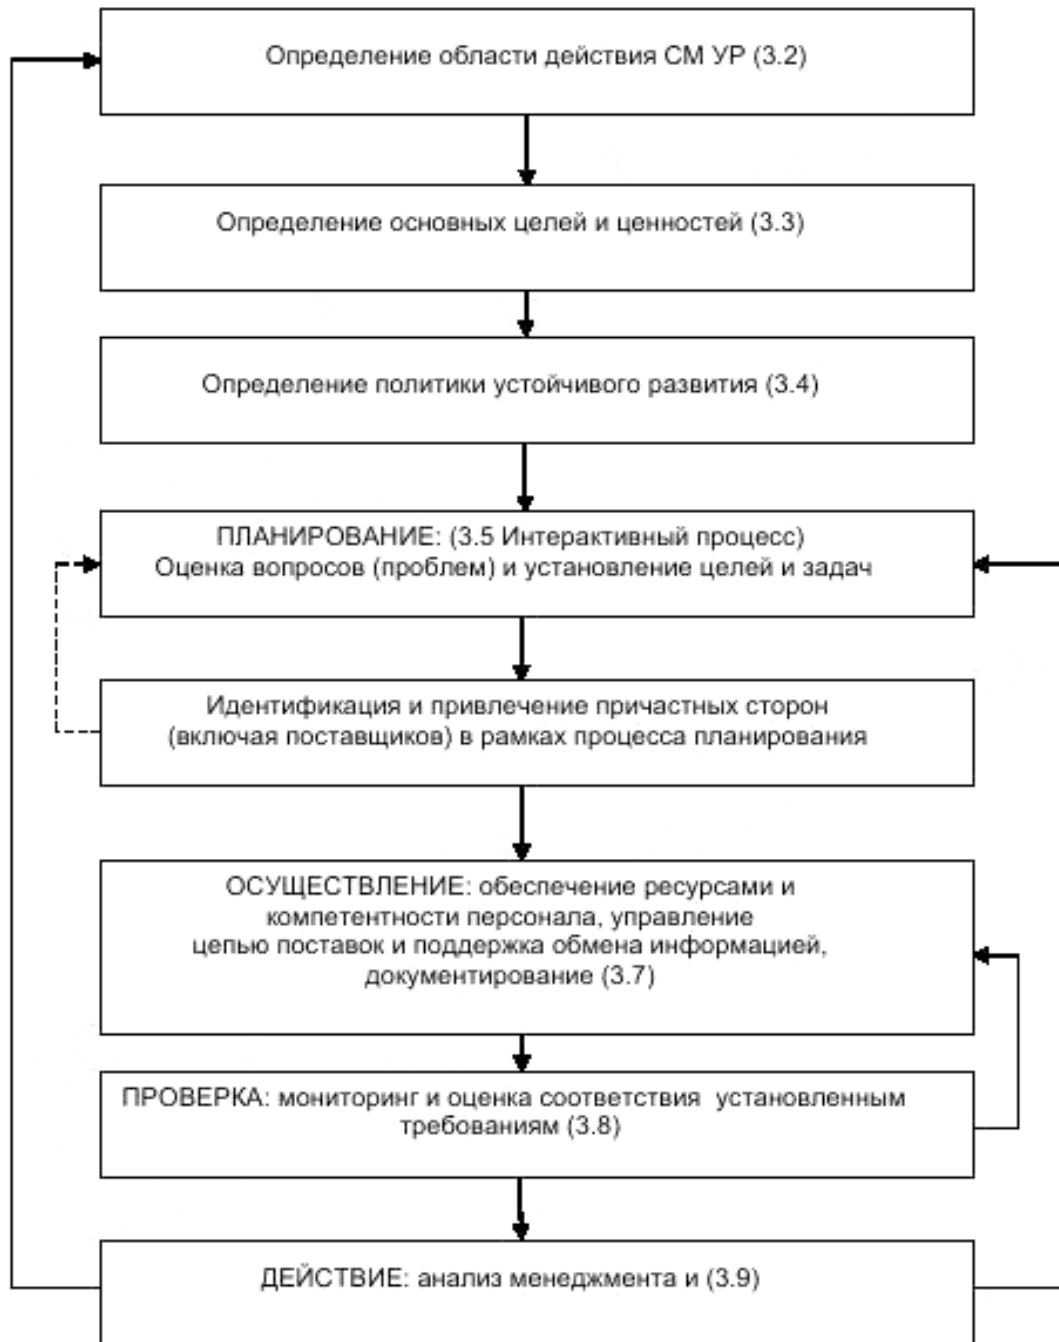 Определение области действия СМ УР (3.2)
Определение основных целей и ценностей (3.3)
Определение политики устойчивого развития (3.4)
ПЛАНИРОВАНИЕ: (3.5 Интерактивный процесс)
Оценка вопросов (проблем) и установление целей и задач
Идентификация и привлечение причастных сторон
(включая поставщиков) в рамках процесса планирования
ОСУЩЕСТВЛЕНИЕ: обеспечение ресурсами и
компетентности персонала, управление
цепью поставок и поддержка обмена информацией,
документирование (3.7)
ПРОВЕРКА: мониторинг и оценка соответствия установленным
требованиям (3.8)
ДЕЙСТВИЕ: анализ менеджмента и (3.9)